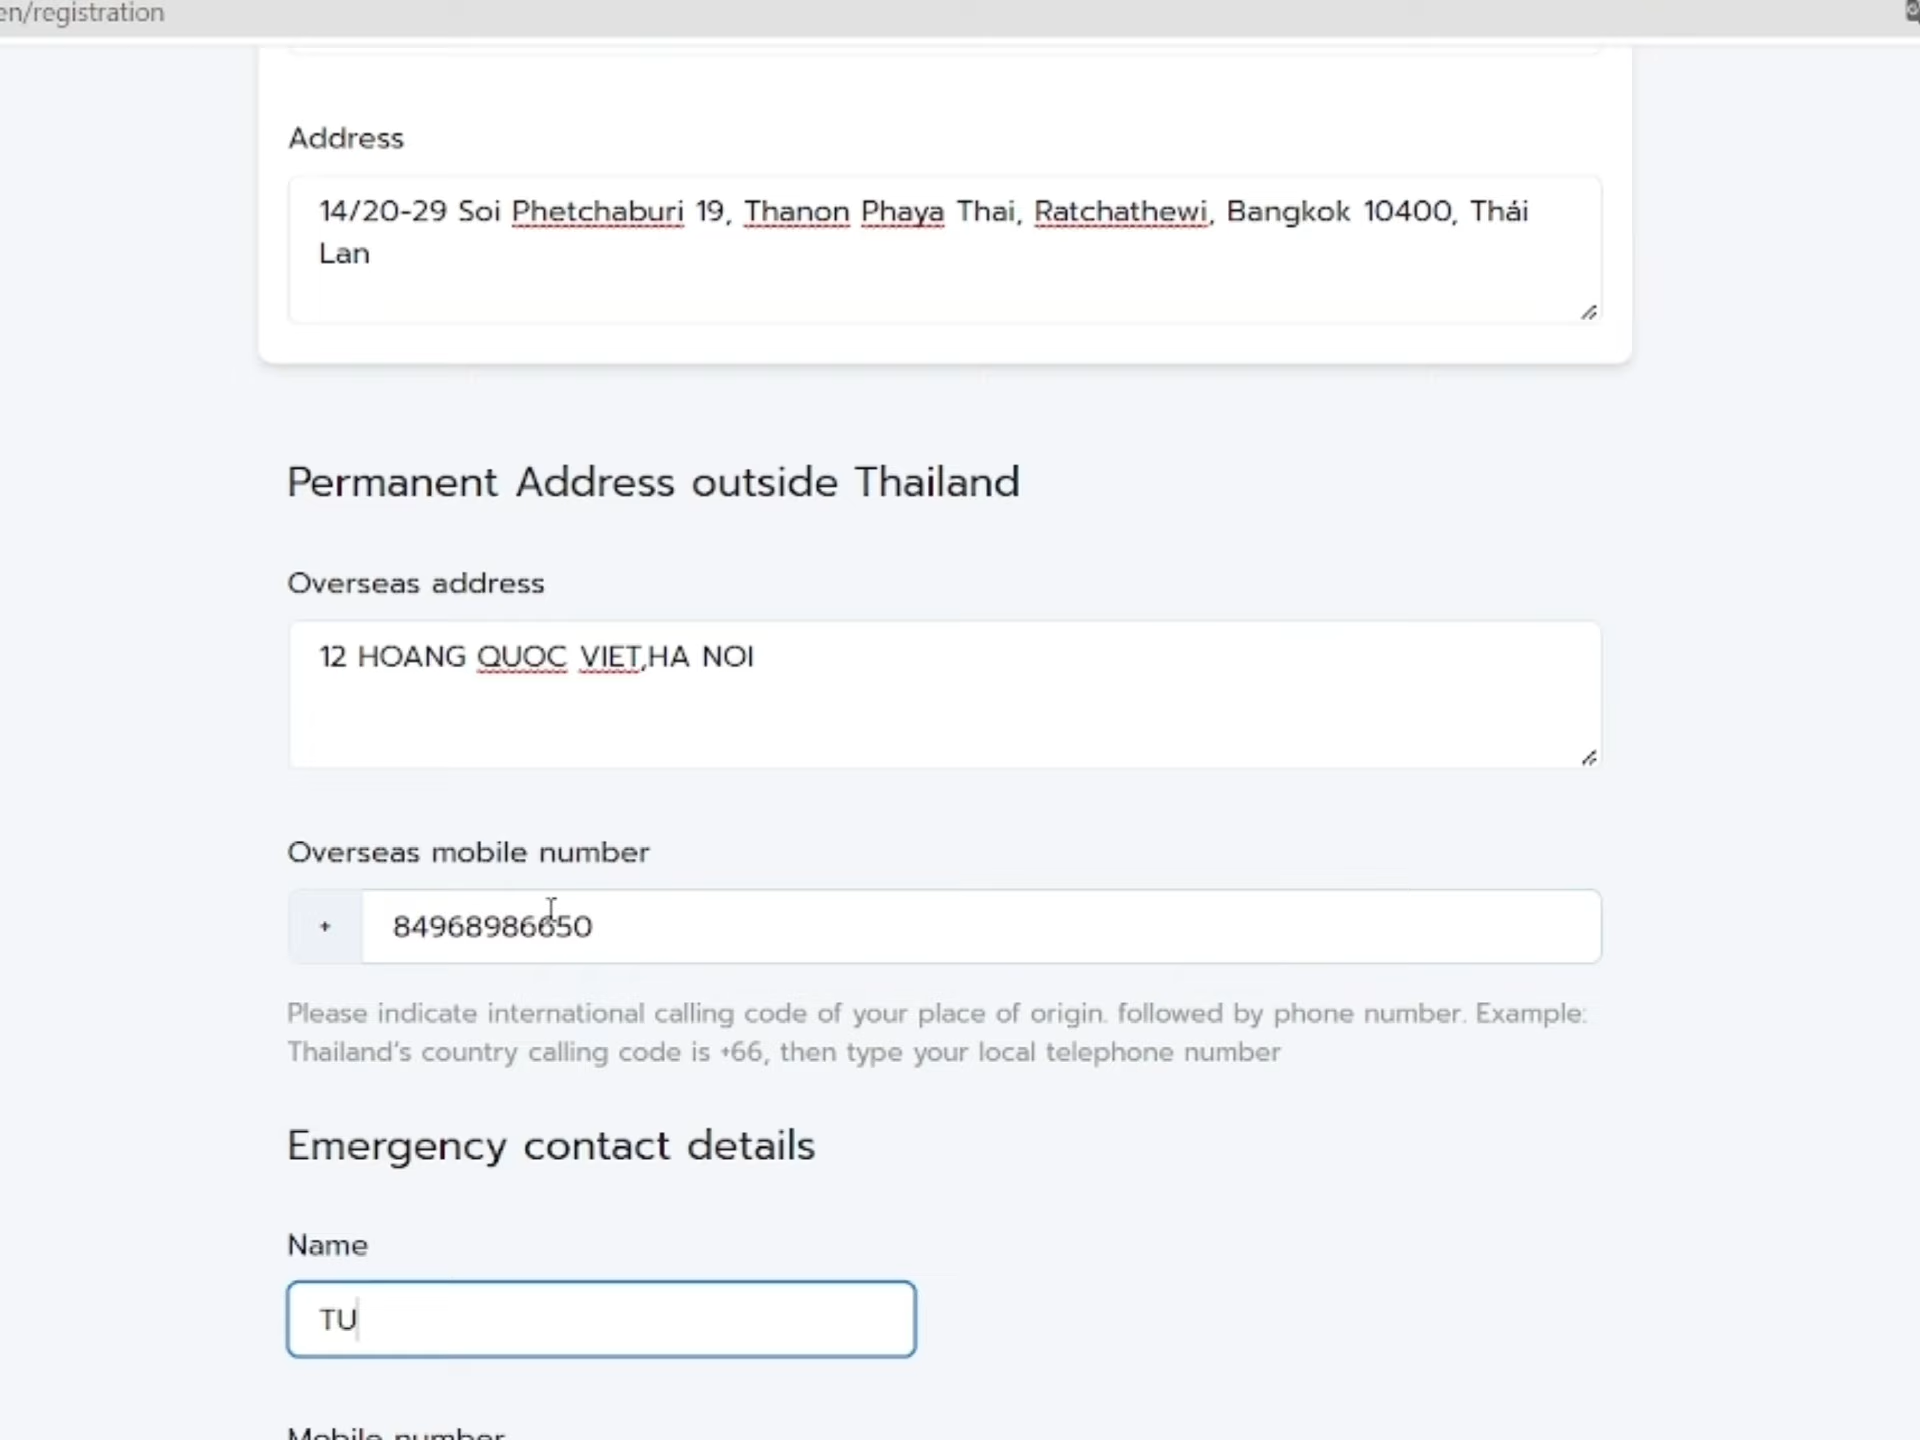 en/registration
Address
14/20-29 Soi Phetchaburi 19, Thanon Phaya Thai, Ratchathewi, Bangkok 10400, Thái
Lan
Permanent Address outside Thailand
Overseas address
12 HOANG QUOC VIET,HA NOI
Overseas mobile number
+ 84968986650
Please indicate international calling code of your place of origin. followed by phone number. Example:
Thailand's country calling code is +66, then type your local telephone number
Emergency contact details
Name
TU
Mobile number